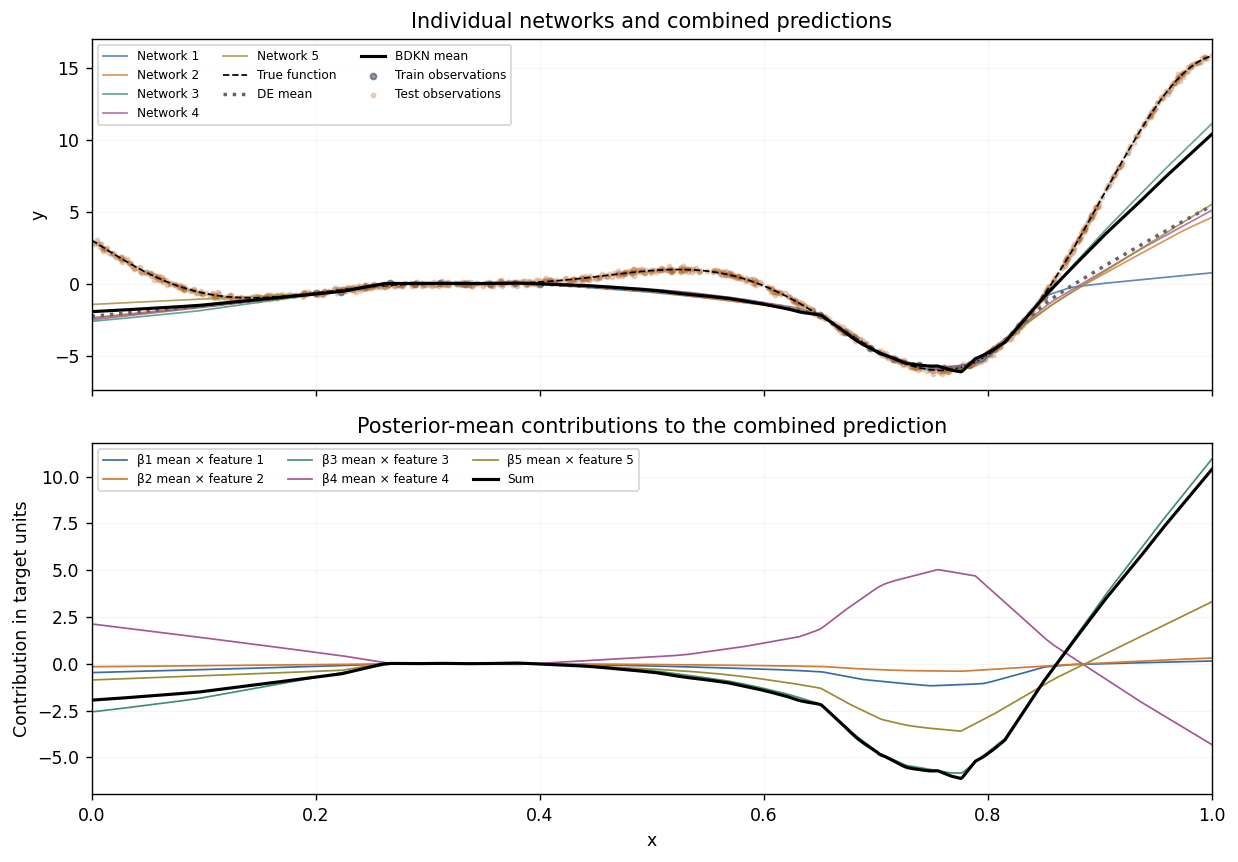 Individual networks and combined predictions
Network 1
Network 2
Network 3
Network 4
Network 5
True function
DE mean
BDKN mean
Train observations
Test observations
15
10
5
0
−5
y
Posterior-mean contributions to the combined prediction
β1 mean × feature 1
β2 mean × feature 2
β3 mean × feature 3
β4 mean × feature 4
β5 mean × feature 5
Sum
10.0
7.5
5.0
2.5
0.0
−2.5
−5.0
Contribution in target units
0.0
0.2
0.4
0.6
0.8
1.0
x